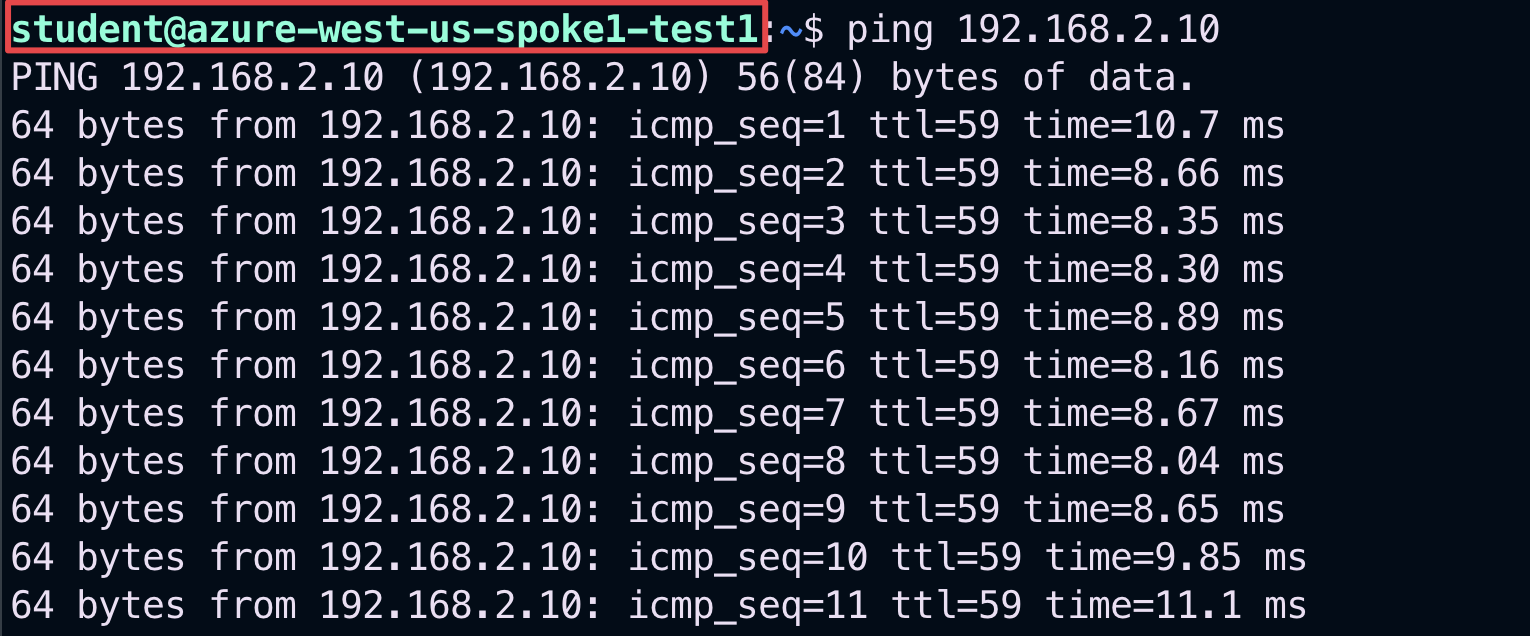 student@azure-west-us-spoke1-test1:~$ ping 192.168.2.10
PING 192.168.2.10 (192.168.2.10) 56(84) bytes of data.
64 bytes from 192.168.2.10: icmp_seq=1 ttl=59 time=10.7 ms
64 bytes from 192.168.2.10: icmp_seq=2 ttl=59 time=8.66 ms
64 bytes from 192.168.2.10: icmp_seq=3 ttl=59 time=8.35 ms
64 bytes from 192.168.2.10: icmp_seq=4 ttl=59 time=8.30 ms
64 bytes from 192.168.2.10: icmp_seq=5 ttl=59 time=8.89 ms
64 bytes from 192.168.2.10: icmp_seq=6 ttl=59 time=8.16 ms
64 bytes from 192.168.2.10: icmp_seq=7 ttl=59 time=8.67 ms
64 bytes from 192.168.2.10: icmp_seq=8 ttl=59 time=8.04 ms
64 bytes from 192.168.2.10: icmp_seq=9 ttl=59 time=8.65 ms
64 bytes from 192.168.2.10: icmp_seq=10 ttl=59 time=9.85 ms
64 bytes from 192.168.2.10: icmp_seq=11 ttl=59 time=11.1 ms